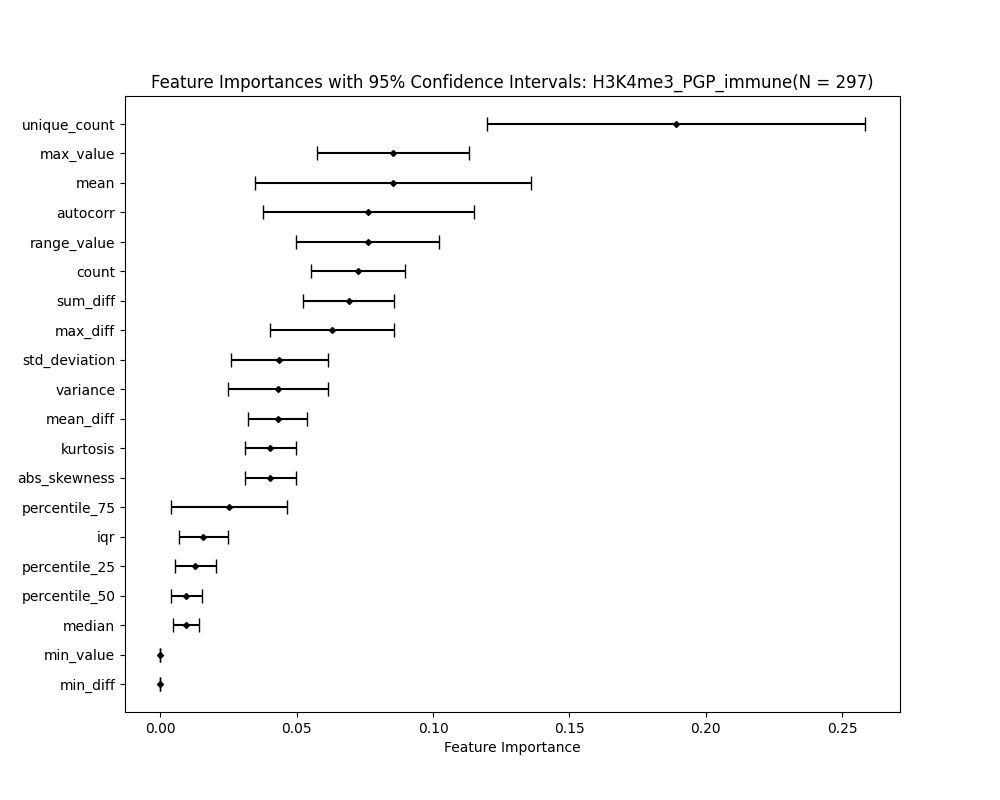 Feature Importances with 95% Confidence Intervals: H3K4me3_PGP_immune(N = 297)
unique_count
max_value
mean
autocorr
range_value
count
sum_diff
max_diff
std_deviation
variance
mean_diff
kurtosis
abs_skewness
percentile_75
iqr
percentile_25
percentile_50
median
min_value
min_diff
0.00 0.05 0.10 0.15 0.20 0.25
Feature Importance